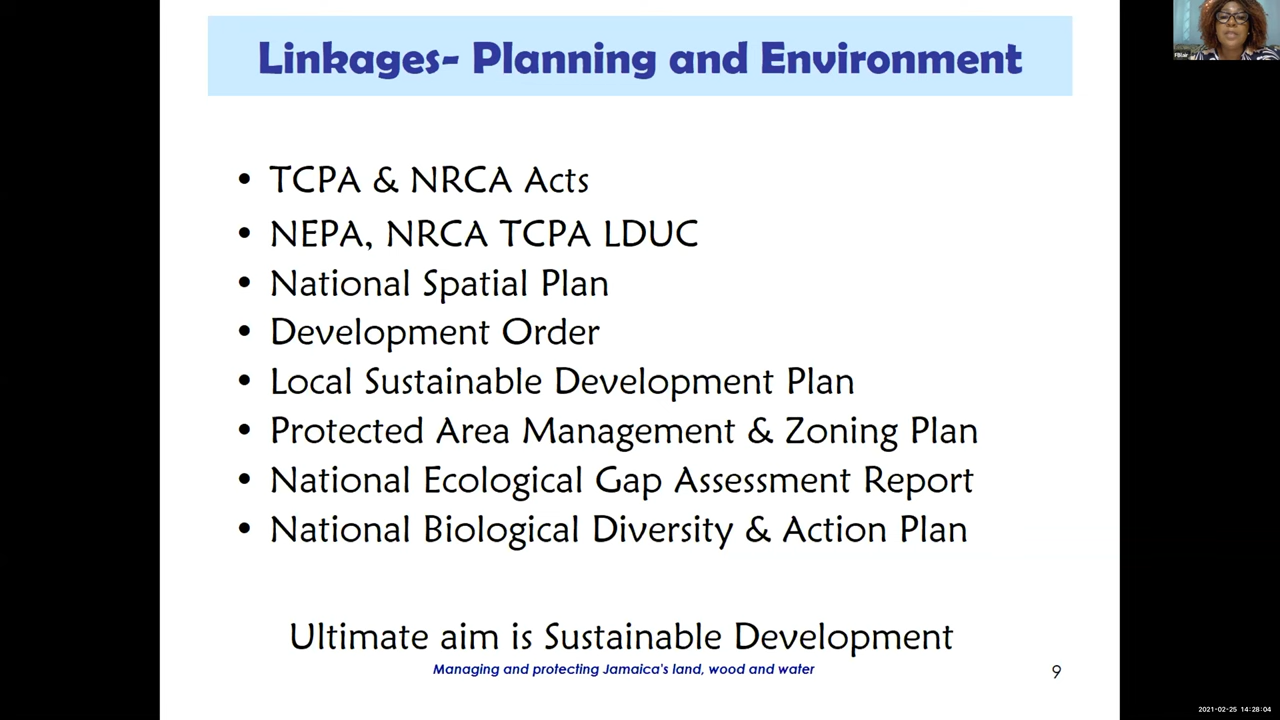 Linkages- Planning and Environment
• TCPA & NRCA Acts
• NEPA, NRCA TCPA LDUC
• National Spatial Plan
• Development Order
• Local Sustainable Development Plan
• Protected Area Management & Zoning Plan
• National Ecological Gap Assessment Report
• National Biological Diversity & Action Plan
Ultimate aim is Sustainable Development
Managing and protecting Jamaica's land, wood and water
9
2021-02-25 14:28:04